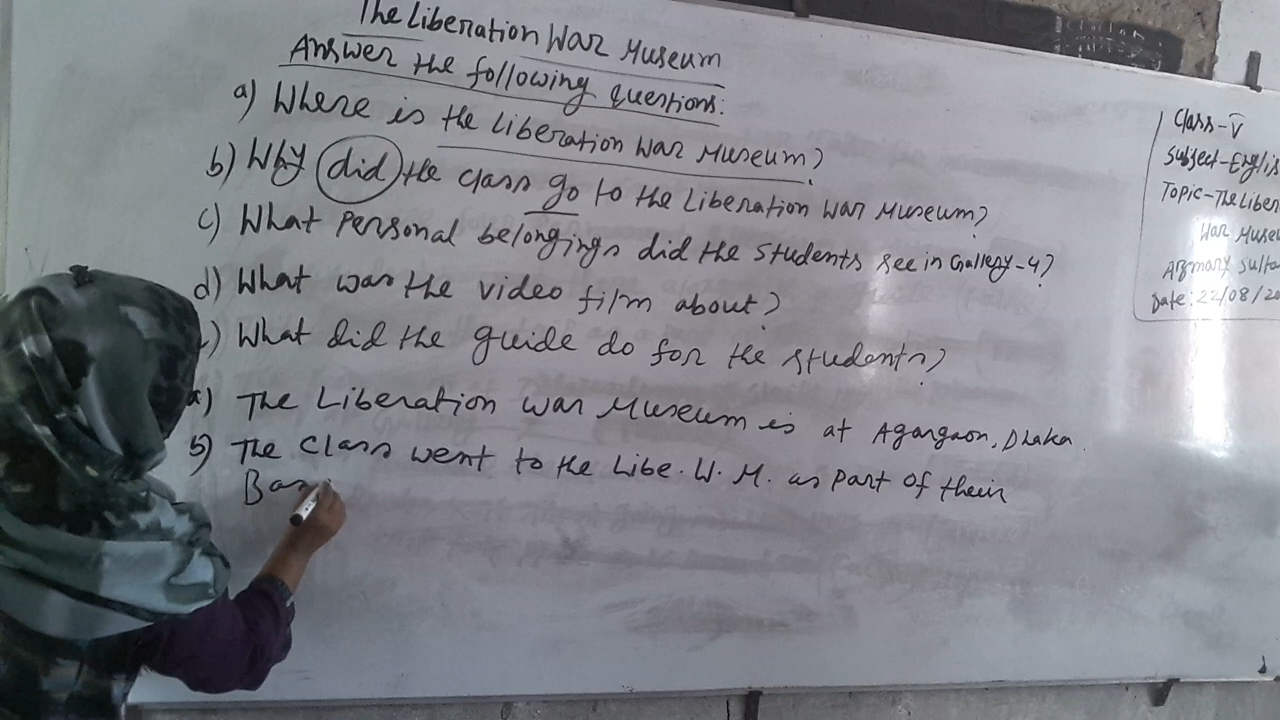 The Liberation War Museum
Answer the following questions:
a) Where is the Liberation War Museum?
b) Why did the class go to the Liberation War Museum?
c) What personal belongings did the students see in Gallery-4?
d) What was the video film about?
) What did the guide do for the students?
a) The Liberation War Museum is at Agargaon, Dhaka.
b) The class went to the Libe. W. M. as part of their
Bas
Class-V
Subject-Englis
Topic-The Liber
War Museu
Date: 22/08/20